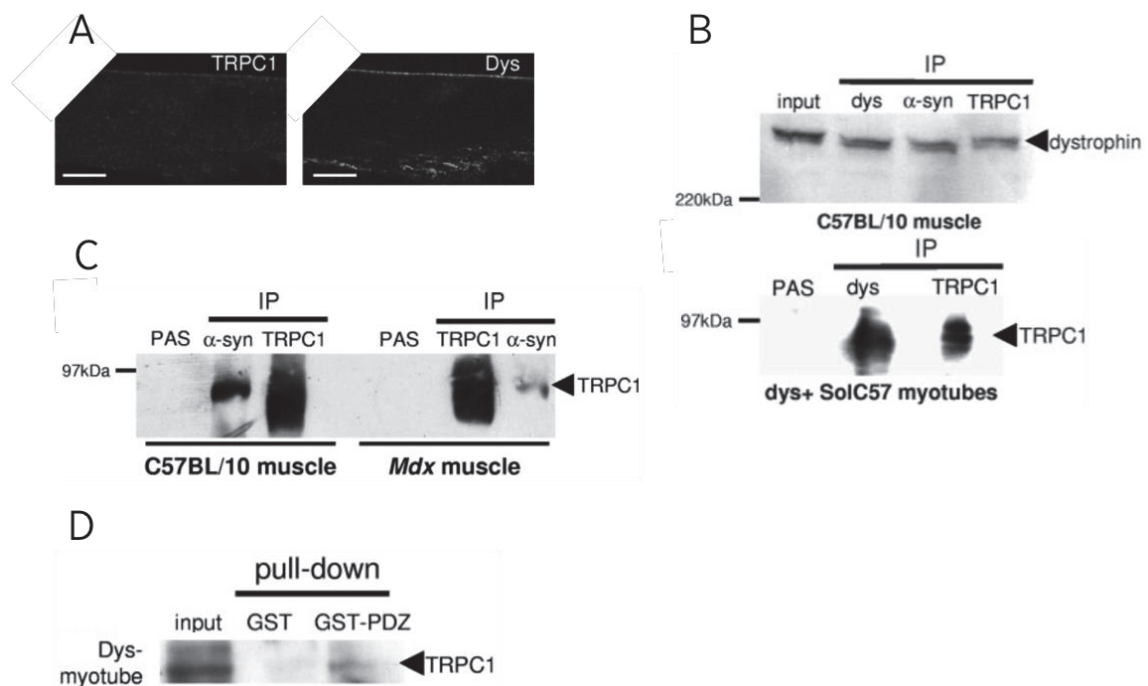 A
TRPC1
Dys
B
IP
input dys α-syn TRPC1
dystrophin
220kDa
C57BL/10 muscle
IP
PAS dys TRPC1
97kDa
TRPC1
dys+ SolC57 myotubes
C
IP IP
PAS α-syn TRPC1 PAS TRPC1 α-syn
97kDa
TRPC1
C57BL/10 muscle Mdx muscle
D
pull-down
input GST GST-PDZ
Dys-
myotube
TRPC1